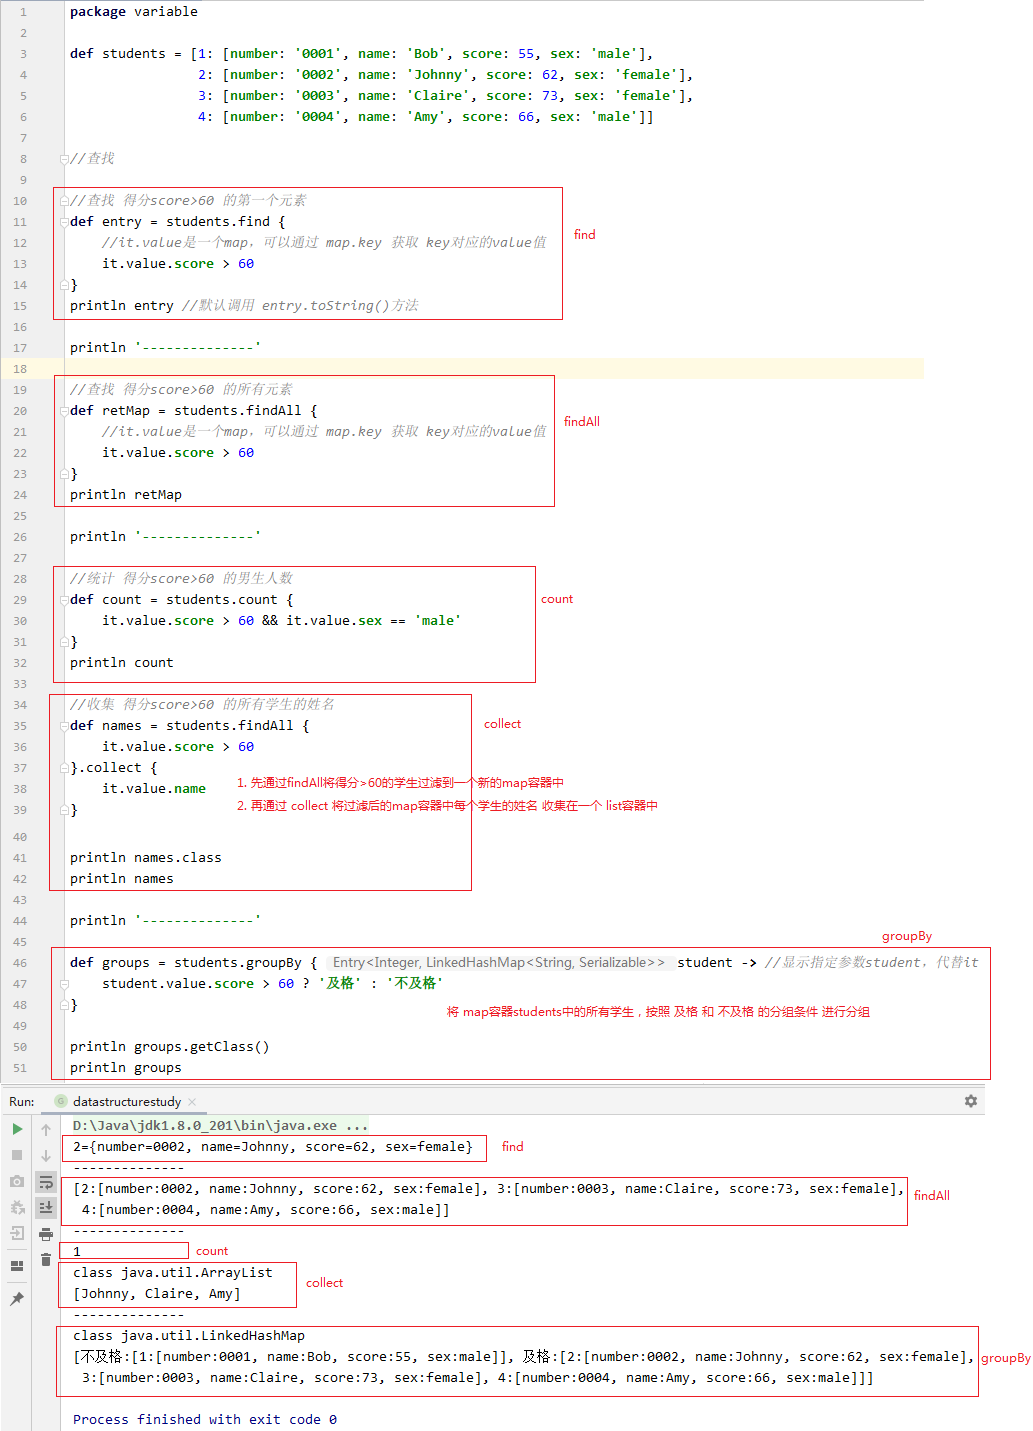 1 package variable
2
3 def students = [1: [number: '0001', name: 'Bob', score: 55, sex: 'male'],
4 2: [number: '0002', name: 'Johnny', score: 62, sex: 'female'],
5 3: [number: '0003', name: 'Claire', score: 73, sex: 'female'],
6 4: [number: '0004', name: 'Amy', score: 66, sex: 'male']]
7
8 //查找
9
10 //查找 得分score>60 的第一个元素
11 def entry = students.find {
find
12 //it.value是一个map，可以通过 map.key 获取 key对应的value值
13 it.value.score > 60
14 }
15 println entry //默认调用 entry.toString()方法
16
17 println '--------------'
18
19 //查找 得分score>60 的所有元素
20 def retMap = students.findAll {
findAll
21 //it.value是一个map，可以通过 map.key 获取 key对应的value值
22 it.value.score > 60
23 }
24 println retMap
25
26 println '--------------'
27
28 //统计 得分score>60 的男生人数
29 def count = students.count {
count
30 it.value.score > 60 && it.value.sex == 'male'
31 }
32 println count
33
34 //收集 得分score>60 的所有学生的姓名
35 def names = students.findAll {
collect
36 it.value.score > 60
37 }.collect {
1. 先通过findAll将得分>60的学生过滤到一个新的map容器中
38 it.value.name
2. 再通过 collect 将过滤后的map容器中每个学生的姓名 收集在一个 list容器中
39 }
40
41 println names.class
42 println names
43
44 println '--------------'
45
groupBy
46 def groups = students.groupBy { Entry<Integer, LinkedHashMap<String, Serializable>> student -> //显示指定参数student，代替it
47 student.value.score > 60 ? '及格' : '不及格'
48 }
将 map容器students中的所有学生，按照 及格 和 不及格 的分组条件 进行分组
49
50 println groups.getClass()
51 println groups
Run: datastructurestudy
D:\Java\jdk1.8.0_201\bin\java.exe ...
2={number=0002, name=Johnny, score=62, sex=female}
find
--------------
[2:[number:0002, name:Johnny, score:62, sex:female], 3:[number:0003, name:Claire, score:73, sex:female],
findAll
4:[number:0004, name:Amy, score:66, sex:male]]
--------------
1
count
class java.util.ArrayList
collect
[Johnny, Claire, Amy]
--------------
class java.util.LinkedHashMap
[不及格:[1:[number:0001, name:Bob, score:55, sex:male]], 及格:[2:[number:0002, name:Johnny, score:62, sex:female],
groupBy
3:[number:0003, name:Claire, score:73, sex:female], 4:[number:0004, name:Amy, score:66, sex:male]]]
Process finished with exit code 0